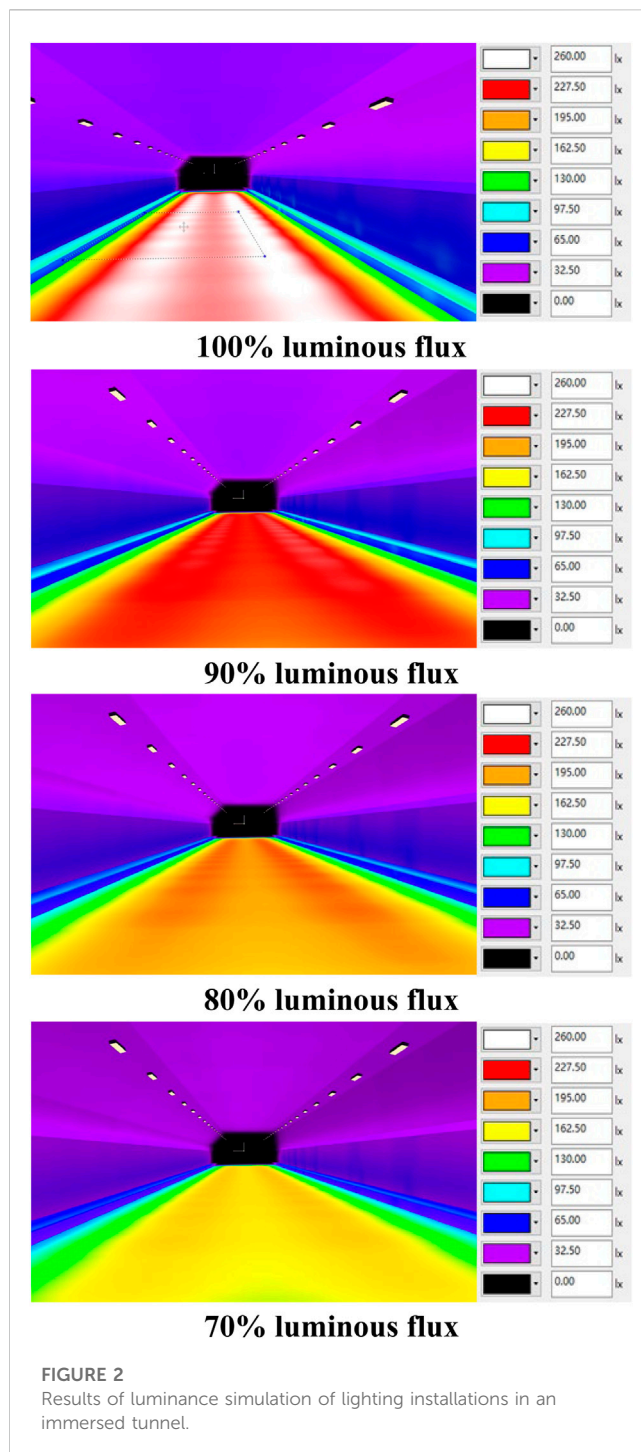 260.00 lx
227.50 lx
195.00 lx
162.50 lx
130.00 lx
97.50 lx
65.00 lx
32.50 lx
0.00 lx
100% luminous flux
260.00 lx
227.50 lx
195.00 lx
162.50 lx
130.00 lx
97.50 lx
65.00 lx
32.50 lx
0.00 lx
90% luminous flux
260.00 lx
227.50 lx
195.00 lx
162.50 lx
130.00 lx
97.50 lx
65.00 lx
32.50 lx
0.00 lx
80% luminous flux
260.00 lx
227.50 lx
195.00 lx
162.50 lx
130.00 lx
97.50 lx
65.00 lx
32.50 lx
0.00 lx
70% luminous flux
FIGURE 2
Results of luminance simulation of lighting installations in an
immersed tunnel.